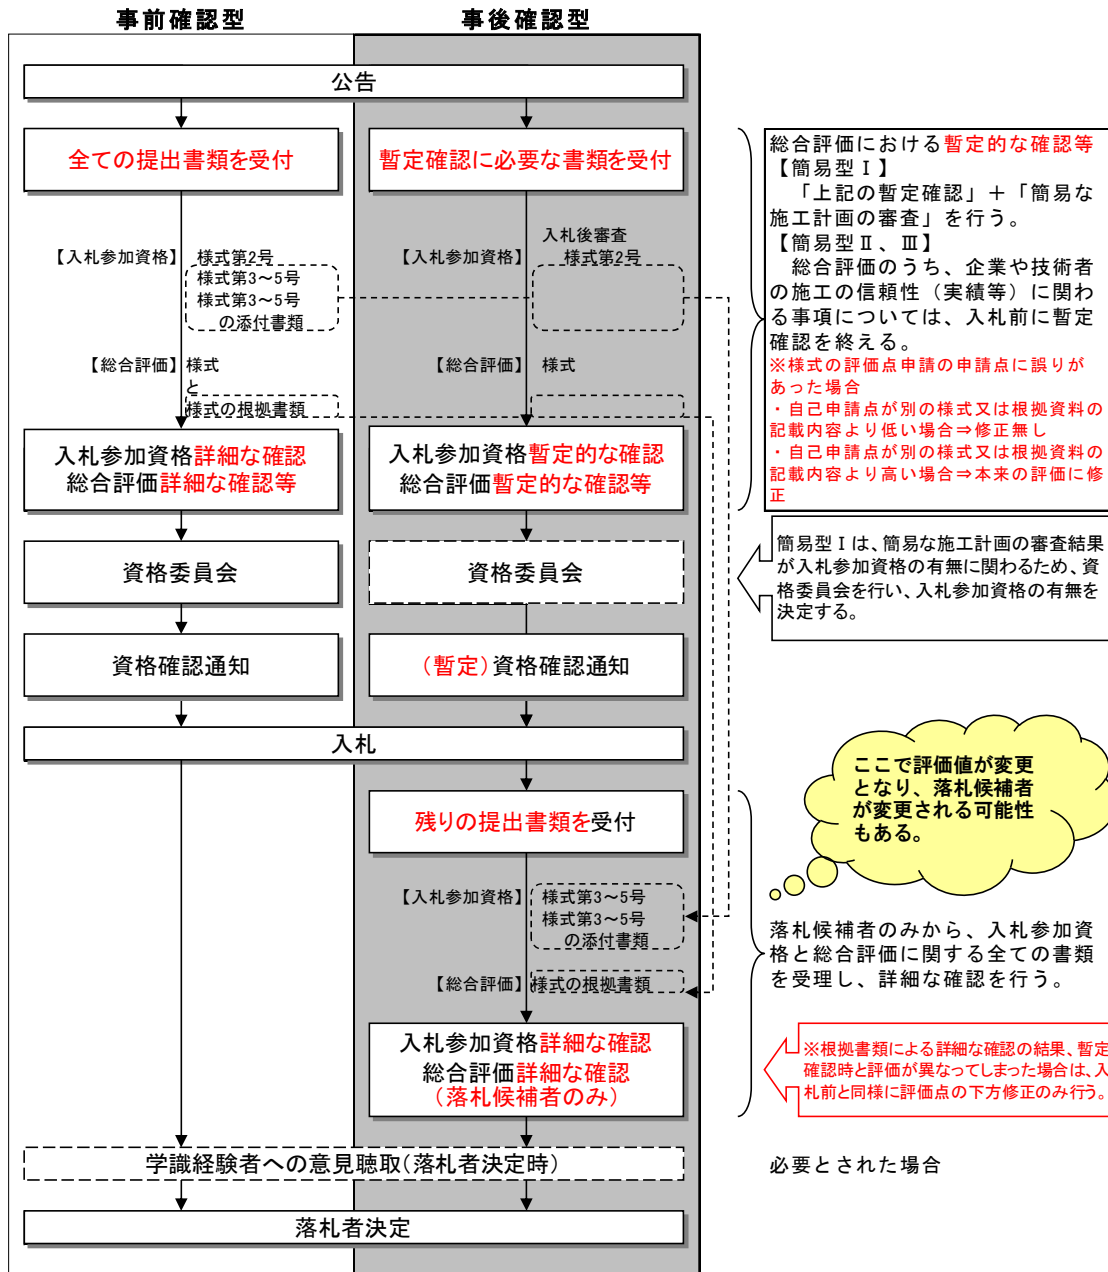 事前確認型
事後確認型
公告
全ての提出書類を受付
暫定確認に必要な書類を受付
【入札参加資格】 様式第2号
様式第3～5号
様式第3～5号
の添付書類
入札後審査
【入札参加資格】 様式第2号
【総合評価】 様式
と
様式の根拠書類
【総合評価】 様式
入札参加資格詳細な確認
総合評価詳細な確認等
入札参加資格暫定的な確認
総合評価暫定的な確認等
資格委員会
資格委員会
資格確認通知
（暫定）資格確認通知
入札
残りの提出書類を受付
【入札参加資格】 様式第3～5号
様式第3～5号
の添付書類
【総合評価】 様式の根拠書類
入札参加資格詳細な確認
総合評価詳細な確認
（落札候補者のみ）
学識経験者への意見聴取(落札者決定時)
落札者決定
総合評価における暫定的な確認等
【簡易型Ⅰ】
「上記の暫定確認」＋「簡易な
施工計画の審査」を行う。
【簡易型Ⅱ、Ⅲ】
総合評価のうち、企業や技術者
の施工の信頼性（実績等）に関わ
る事項については、入札前に暫定
確認を終える。
※様式の評価点申請の申請点に誤りが
あった場合
・自己申請点が別の様式又は根拠資料の
記載内容より低い場合⇒修正無し
・自己申請点が別の様式又は根拠資料の
記載内容より高い場合⇒本来の評価に修
正
簡易型Ⅰは、簡易な施工計画の審査結果
が入札参加資格の有無に関わるため、資
格委員会を行い、入札参加資格の有無を
決定する。
ここで評価値が変更
となり、落札候補者
が変更される可能性
もある。
落札候補者のみから、入札参加資
格と総合評価に関する全ての書類
を受理し、詳細な確認を行う。
※根拠書類による詳細な確認の結果、暫定
確認時と評価が異なってしまった場合は、入
札前と同様に評価点の下方修正のみ行う。
必要とされた場合